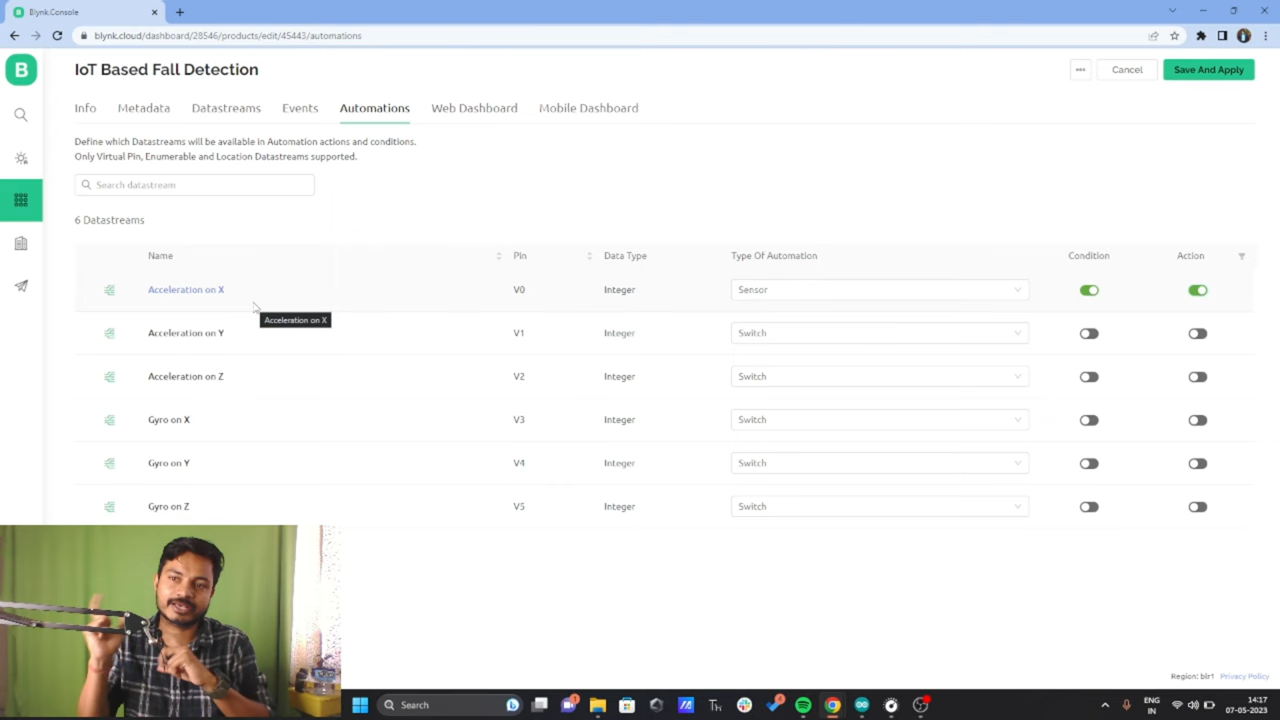 Blynk.Console
blynk.cloud/dashboard/28546/products/edit/45443/automations
B
IoT Based Fall Detection
Cancel
Save And Apply
Info
Metadata
Datastreams
Events
Automations
Web Dashboard
Mobile Dashboard
Define which Datastreams will be available in Automation actions and conditions.
Only Virtual Pin, Enumerable and Location Datastreams supported.
Search datastream
6 Datastreams
Name Pin Data Type Type Of Automation Condition Action
Acceleration on X V0 Integer Sensor
Acceleration on X
Acceleration on Y V1 Integer Switch
Acceleration on Z V2 Integer Switch
Gyro on X V3 Integer Switch
Gyro on Y V4 Integer Switch
Gyro on Z V5 Integer Switch
Region: blr1 Privacy Policy
Search
Th
ENG
IN
14:17
07-05-2023